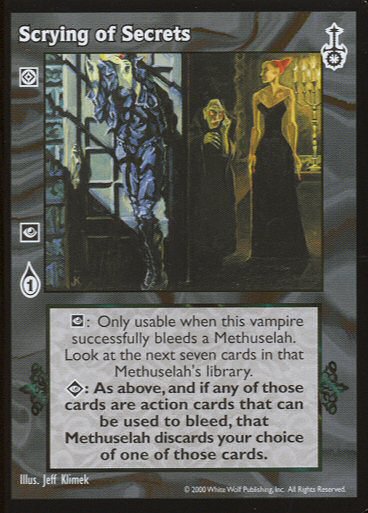 Scrying of Secrets
1
: Only usable when this vampire
successfully bleeds a Methuselah.
Look at the next seven cards in that
Methuselah's library.
: As above, and if any of those
cards are action cards that can
be used to bleed, that
Methuselah discards your choice
of one of those cards.
Illus. Jeff Klimek
© 2000 White Wolf Publishing, Inc. All Rights Reserved.